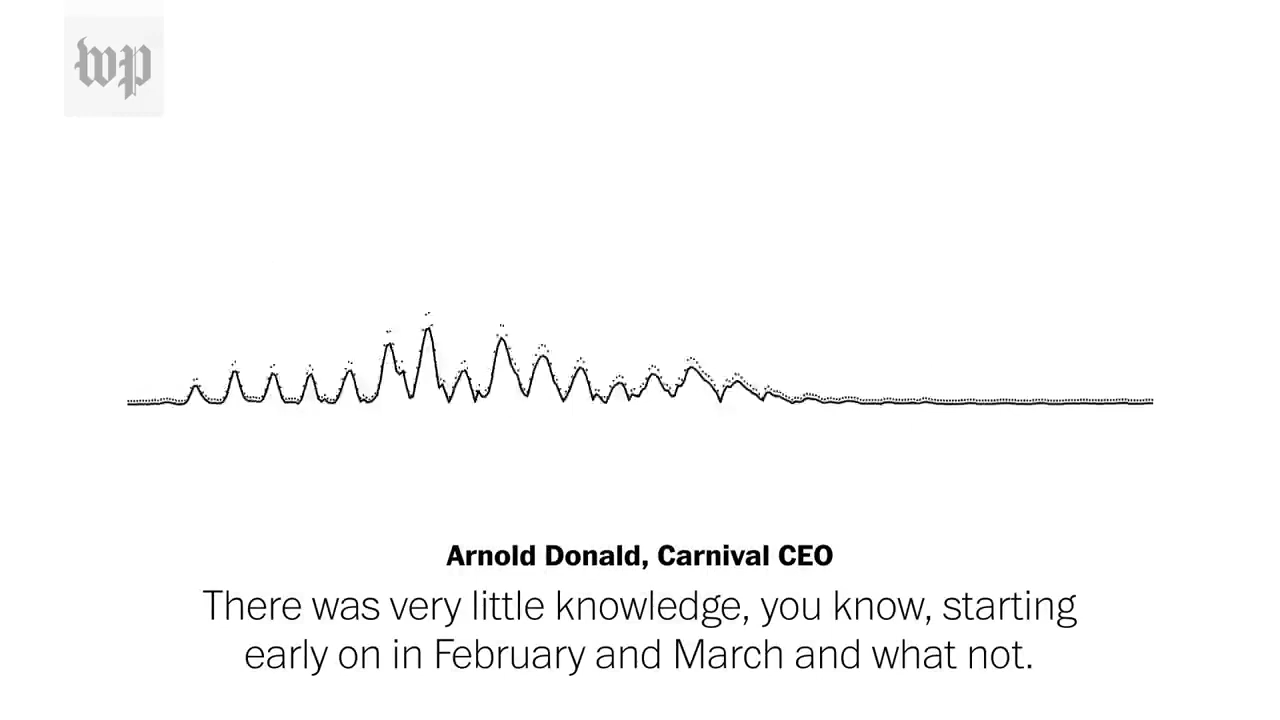 wp
Arnold Donald, Carnival CEO
There was very little knowledge, you know, starting
early on in February and March and what not.